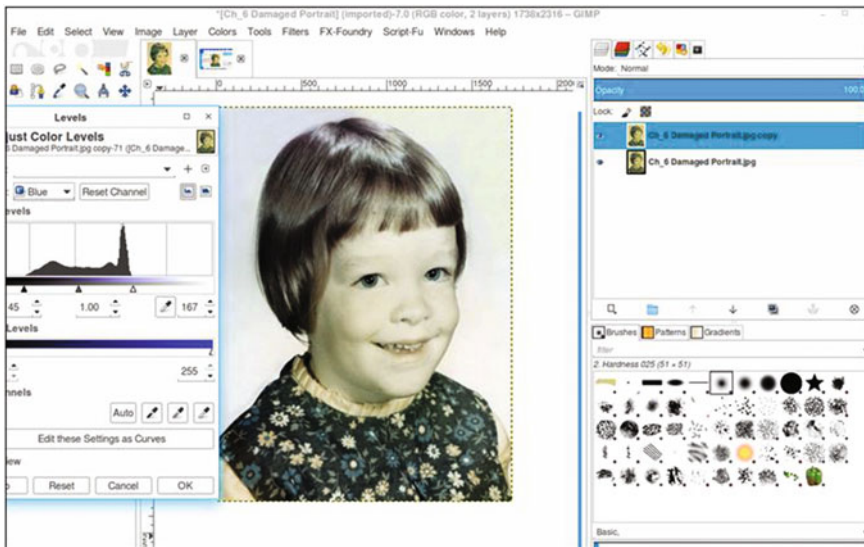 *[Ch_6 Damaged Portrait] (imported)-7.0 (RGB color, 2 layers) 1738x2316 – GIMP
File Edit Select View Image Layer Colors Tools Filters FX-Foundry Script-Fu Windows Help
0 500 1000 1500 2000
Mode: Normal
Opacity 100.0
Lock:
Ch_6 Damaged Portrait.jpg copy
Ch_6 Damaged Portrait.jpg
Levels
just Color Levels
6 Damaged Portrait.jpg copy-71 ([Ch_6 Damage...
Blue Reset Channel
evels
45 1.00 167
Levels
255
nnels
Auto
Edit these Settings as Curves
iew
Reset Cancel OK
Brushes Patterns Gradients
filter
2. Hardness 025 (51 × 51)
Basic,